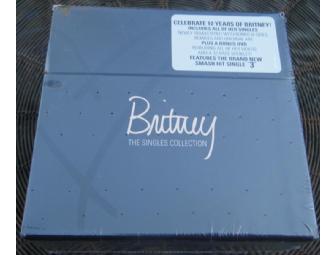 CELEBRATE 10 YEARS OF BRITNEY!
INCLUDES ALL OF HER SINGLES
PLUS A BONUS DVD
FEATURES THE BRAND NEW
SMASH HIT SINGLE "3"
Britney
THE SINGLES COLLECTION